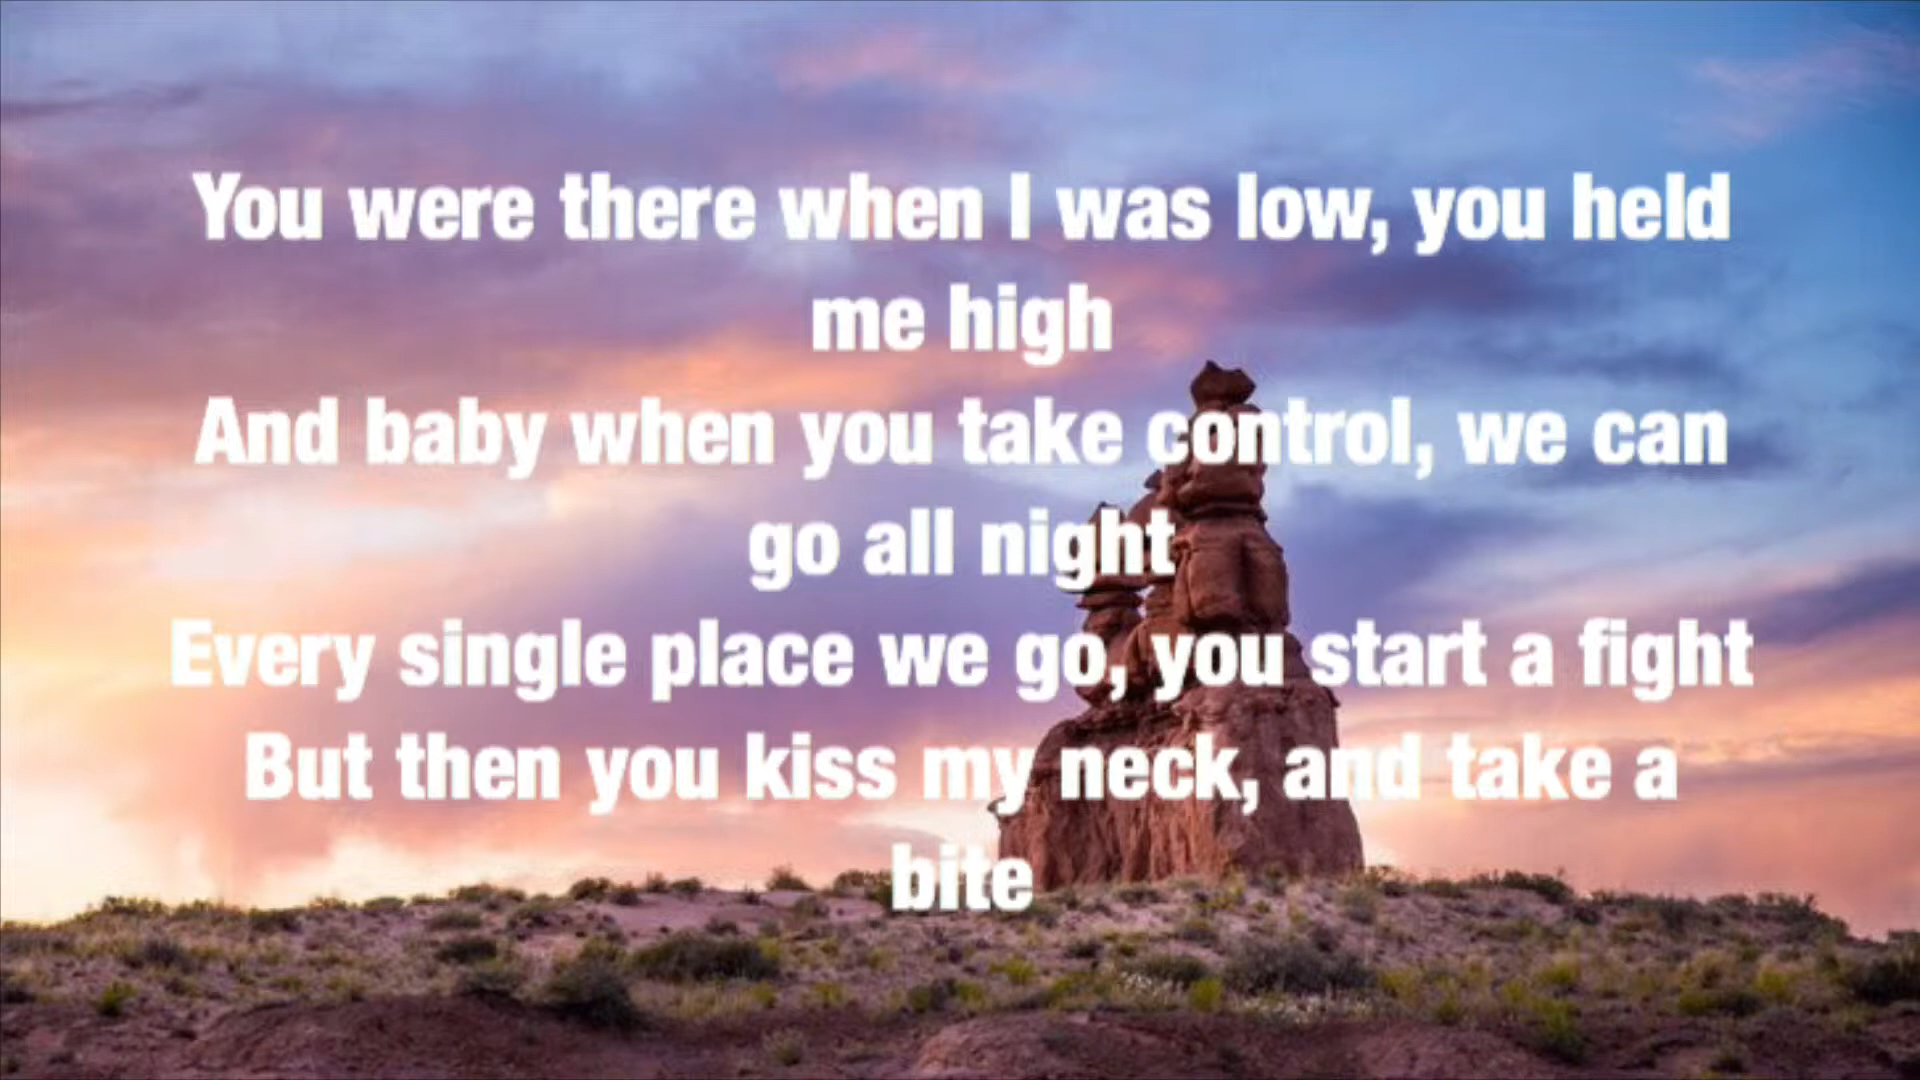 You were there when I was low, you held
me high
And baby when you take control, we can
go all night
Every single place we go, you start a fight
But then you kiss my neck, and take a
bite